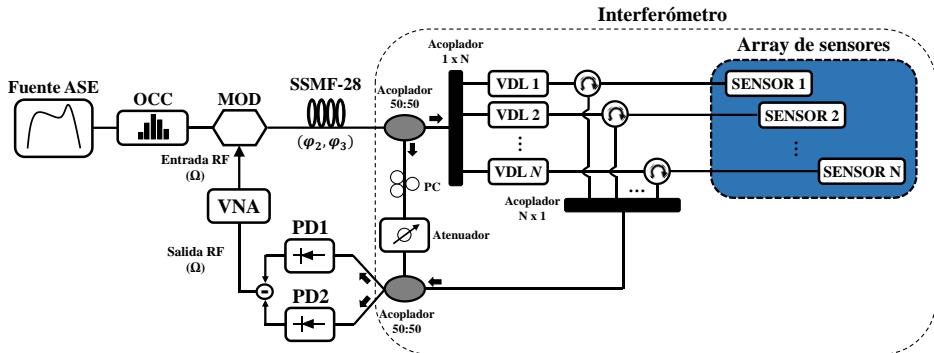 Interferómetro
Fuente ASE
OCC
MOD
Entrada RF
(Ω)
SSMF-28
(φ₂, φ₃)
Acoplador
50:50
Acoplador
1 x N
VDL 1
VDL 2
⋮
VDL N
Array de sensores
SENSOR 1
SENSOR 2
⋮
SENSOR N
...
Acoplador
N x 1
PC
Atenuador
VNA
Salida RF
(Ω)
PD1
PD2
-
Acoplador
50:50